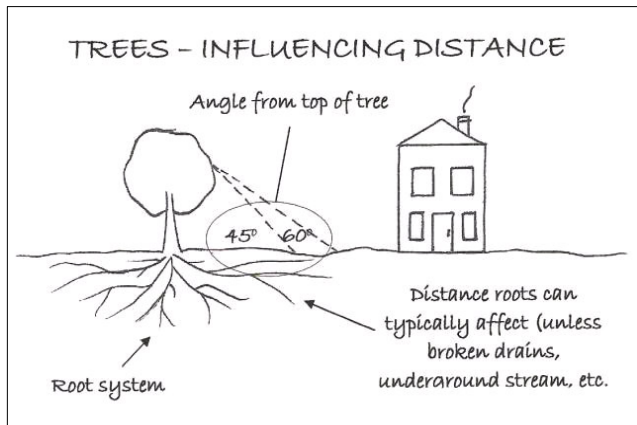 TREES – INFLUENCING DISTANCE
Angle from top of tree
45° 60°
Distance roots can
typically affect (unless
broken drains,
underaround stream, etc.
Root system